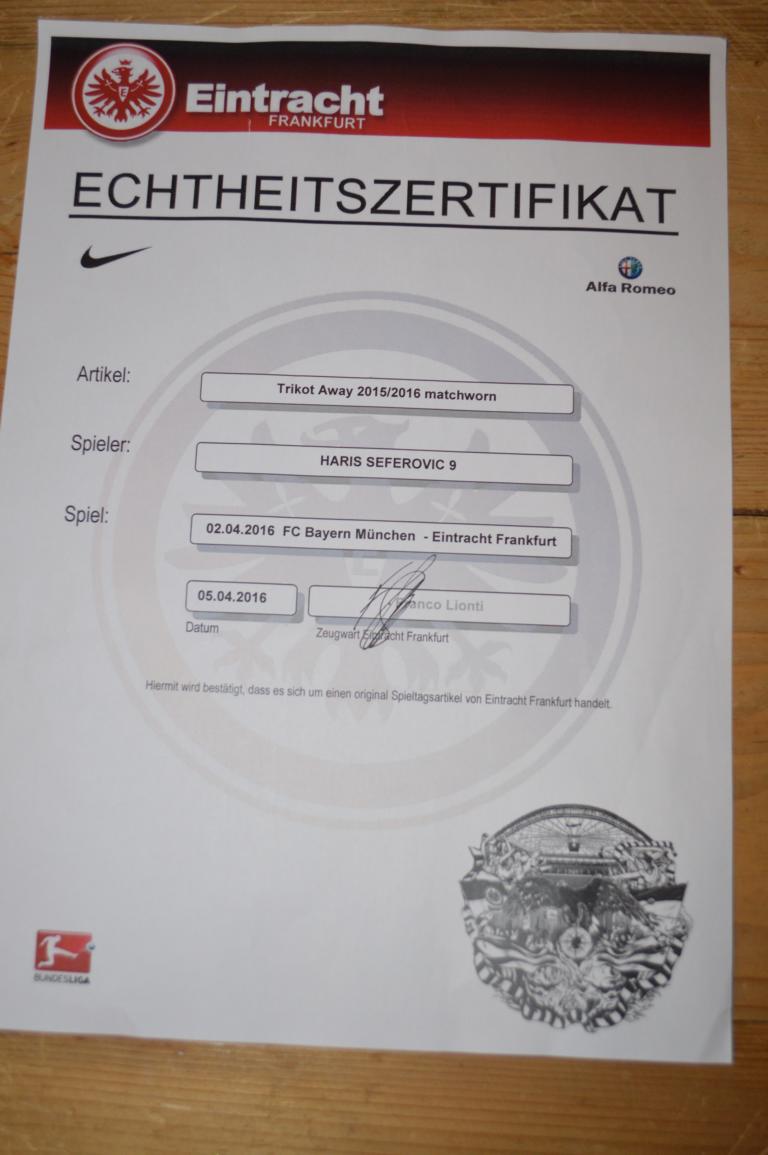 Eintracht
FRANKFURT
ECHTHEITSZERTIFIKAT
Alfa Romeo
Artikel:
Trikot Away 2015/2016 matchworn
Spieler:
HARIS SEFEROVIC 9
Spiel:
02.04.2016 FC Bayern München - Eintracht Frankfurt
05.04.2016
Franco Lionti
Datum
Zeugwart Eintracht Frankfurt
Hiermit wird bestätigt, dass es sich um einen original Spieltagsartikel von Eintracht Frankfurt handelt.
BUNDESLIGA